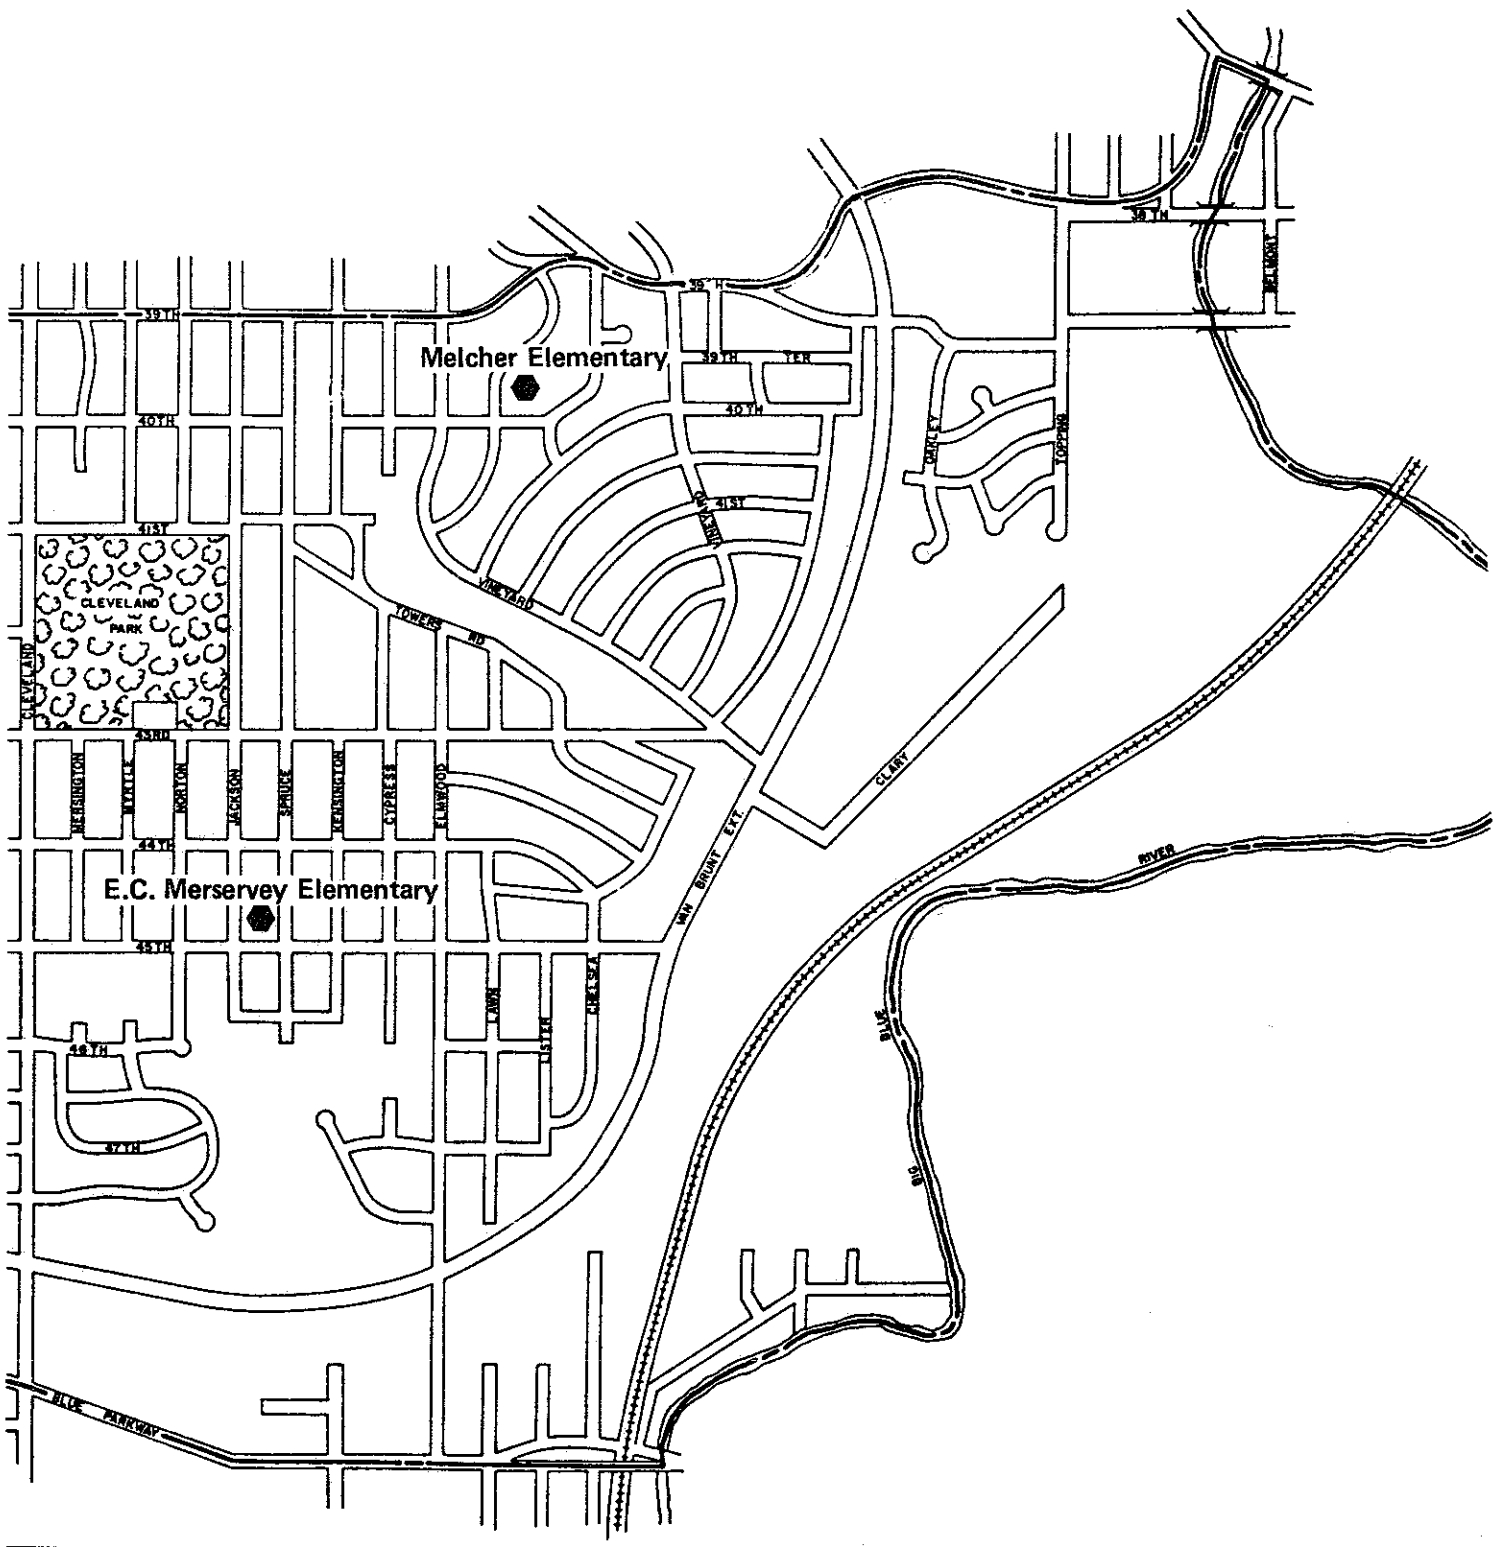 38TH
BELMONT
39TH
39TH
Melcher Elementary
39TH TER
40TH
40TH
OAKLEY
TOPPING
VINEYARD
41ST
41ST
CLEVELAND
PARK
VINEYARD
TOWERS RD
CLEVELAND
43RD
MERSINGTON
MYRTLE
NORTON
JACKSON
SPRUCE
KENSINGTON
CYPRESS
ELMWOOD
CLARY
VAN BRUNT EXT.
44TH
RIVER
E.C. Merservey Elementary
45TH
LAWN
LISTER
CHELSEA
BLUE
46TH
47TH
BIG
BLUE PARKWAY